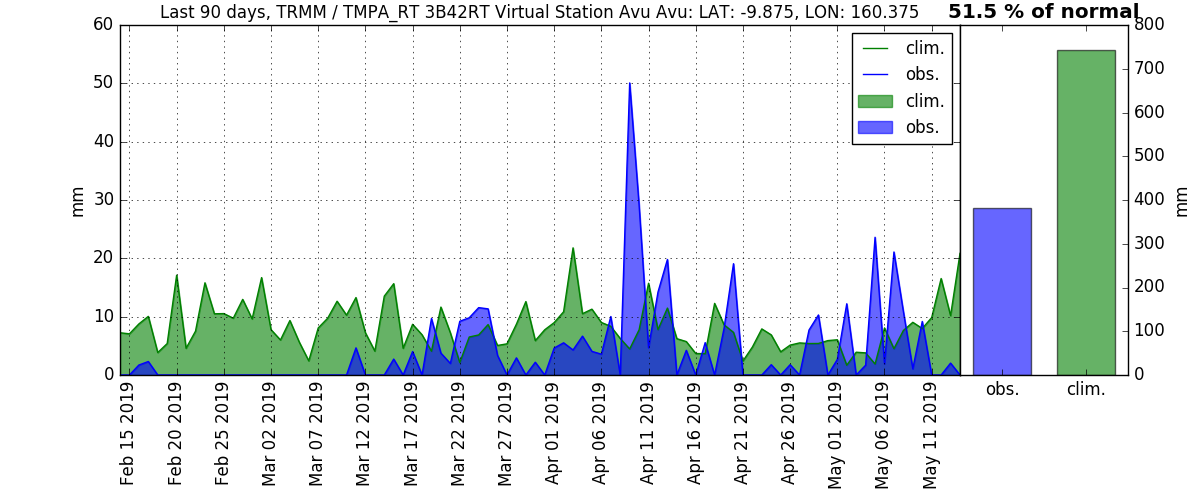 Last 90 days, TRMM / TMPA_RT 3B42RT Virtual Station Avu Avu: LAT: -9.875, LON: 160.375
51.5 % of normal
60
50
40
30
20
10
0
mm
clim.
obs.
clim.
obs.
800
700
600
500
400
300
200
100
0
mm
Feb 15 2019
Feb 20 2019
Feb 25 2019
Mar 02 2019
Mar 07 2019
Mar 12 2019
Mar 17 2019
Mar 22 2019
Mar 27 2019
Apr 01 2019
Apr 06 2019
Apr 11 2019
Apr 16 2019
Apr 21 2019
Apr 26 2019
May 01 2019
May 06 2019
May 11 2019
obs.
clim.